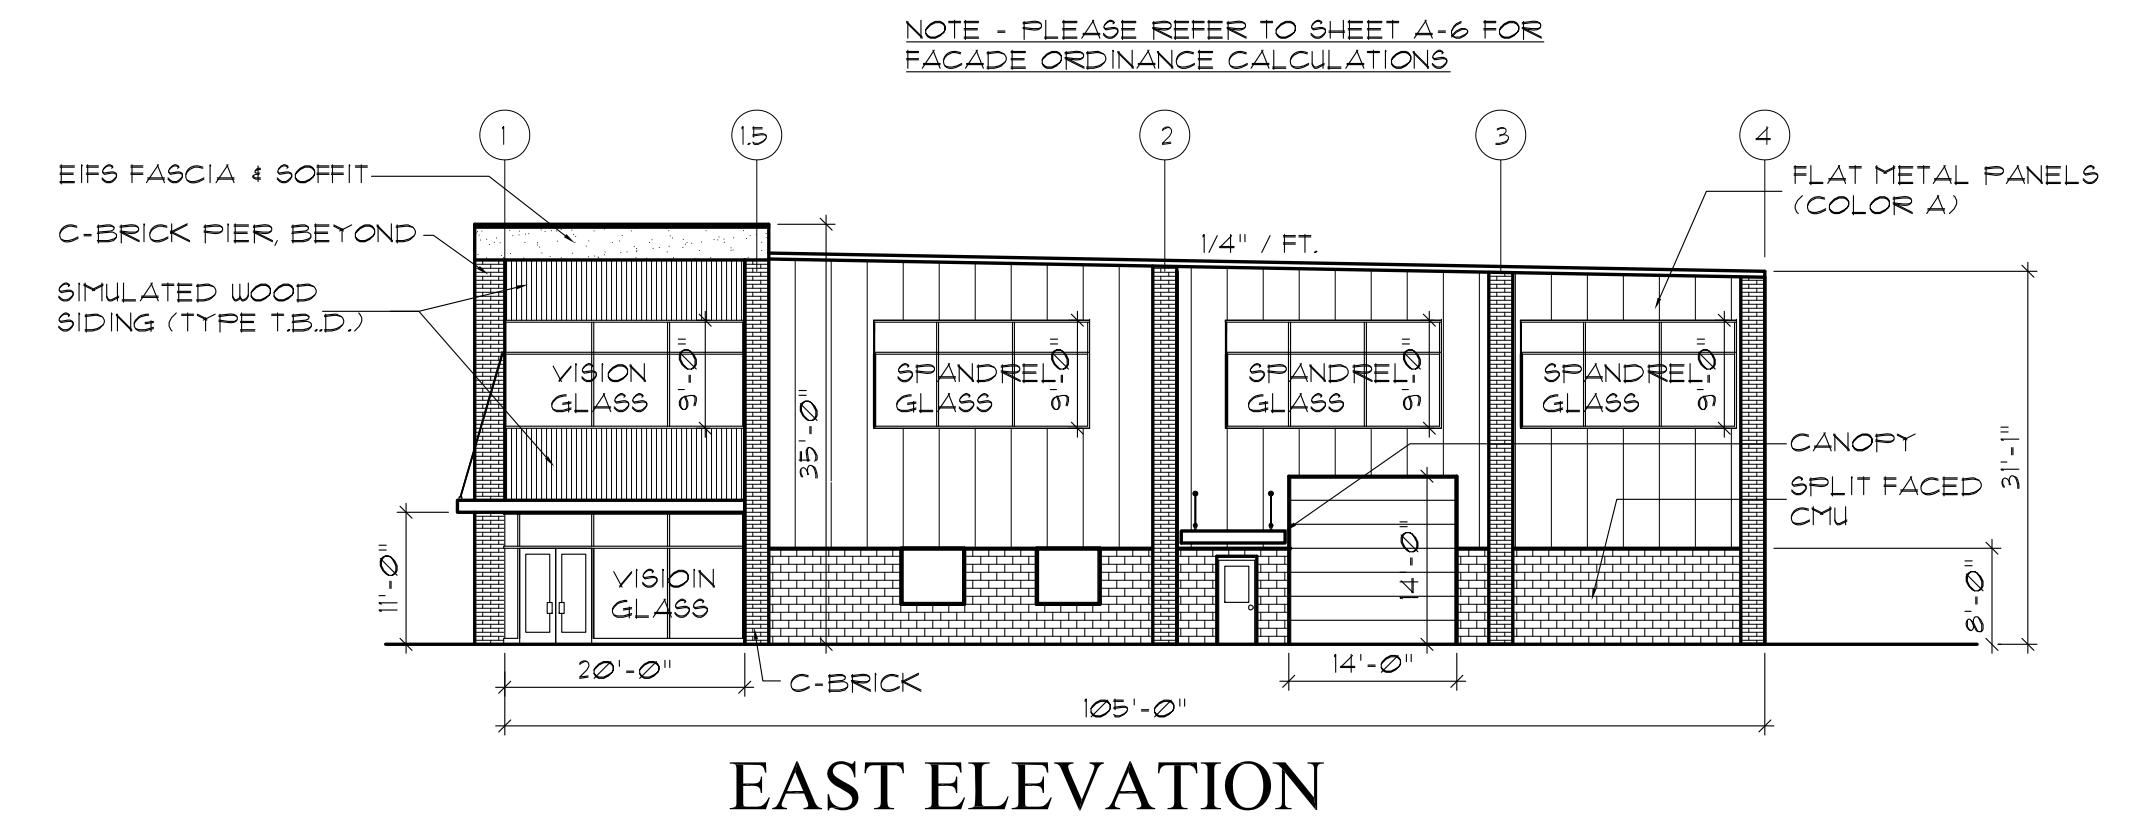 NOTE - PLEASE REFER TO SHEET A-6 FOR
FACADE ORDINANCE CALCULATIONS
1
1.5
2
3
4
EIFS FASCIA & SOFFIT
C-BRICK PIER, BEYOND
SIMULATED WOOD
SIDING (TYPE T.B.D.)
FLAT METAL PANELS
(COLOR A)
1/4" / FT.
VISION
GLASS
9'-0"
35'-0"
SPANDREL
GLASS
9'-0"
SPANDREL
GLASS
9'-0"
SPANDREL
GLASS
9'-0"
31'-1"
CANOPY
SPLIT FACED
CMU
11'-0"
VISIOIN
GLASS
14'-0"
8'-0"
20'-0"
C-BRICK
14'-0"
105'-0"
EAST ELEVATION